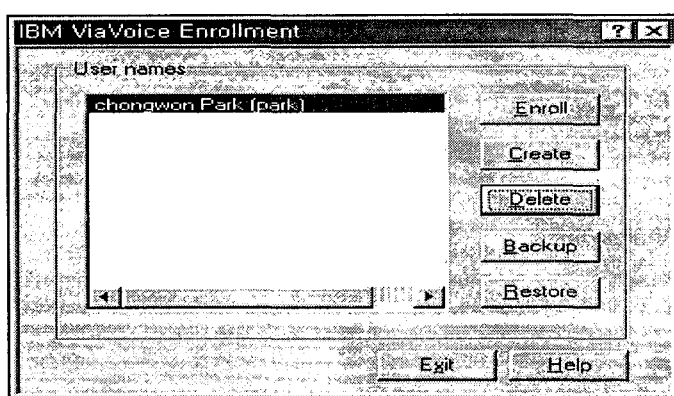 IBM ViaVoice Enrollment
User names
chongwon Park (park)
Enroll
Create
Delete
Backup
Restore
Exit
Help